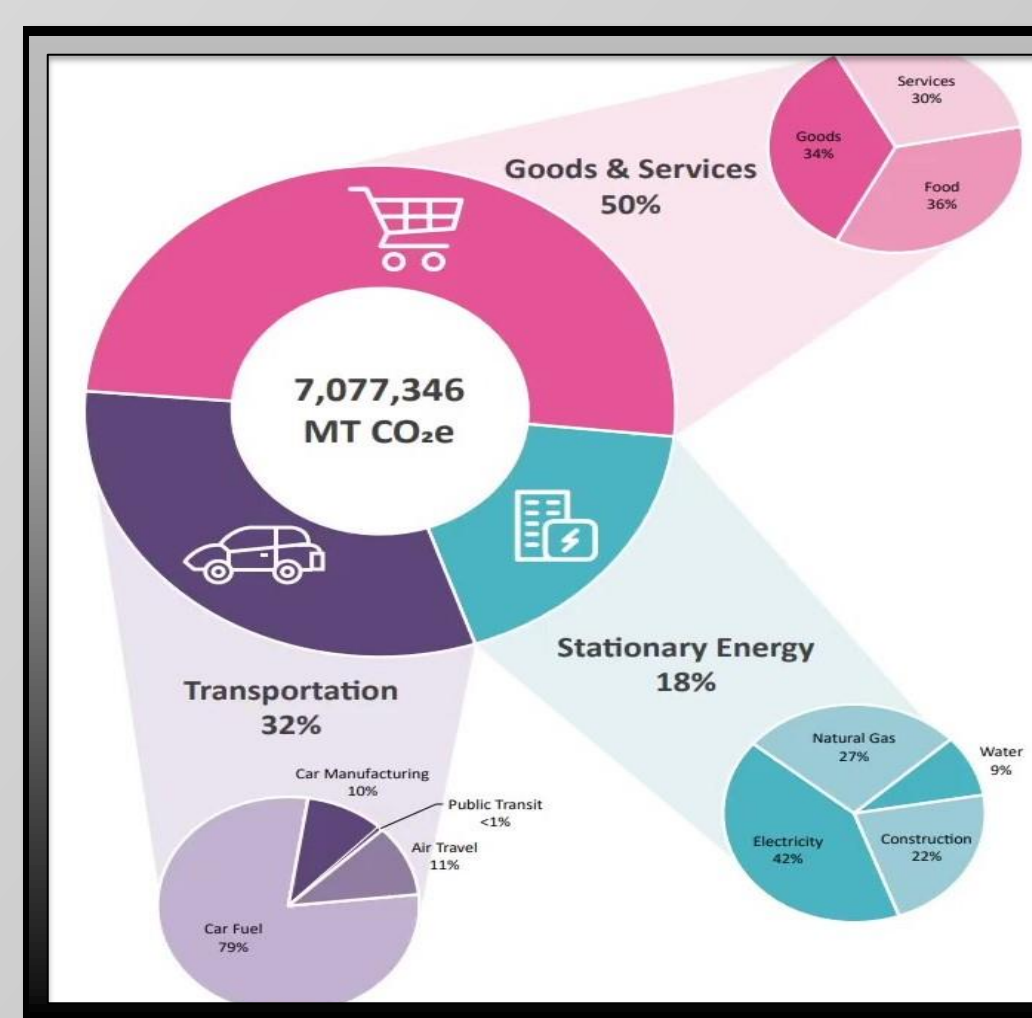 Services
30%
Goods
34%
Food
36%
Goods & Services
50%
7,077,346
MT CO₂e
Stationary Energy
18%
Transportation
32%
Natural Gas
27%
Water
9%
Electricity
42%
Construction
22%
Car Manufacturing
10%
Public Transit
<1%
Air Travel
11%
Car Fuel
79%